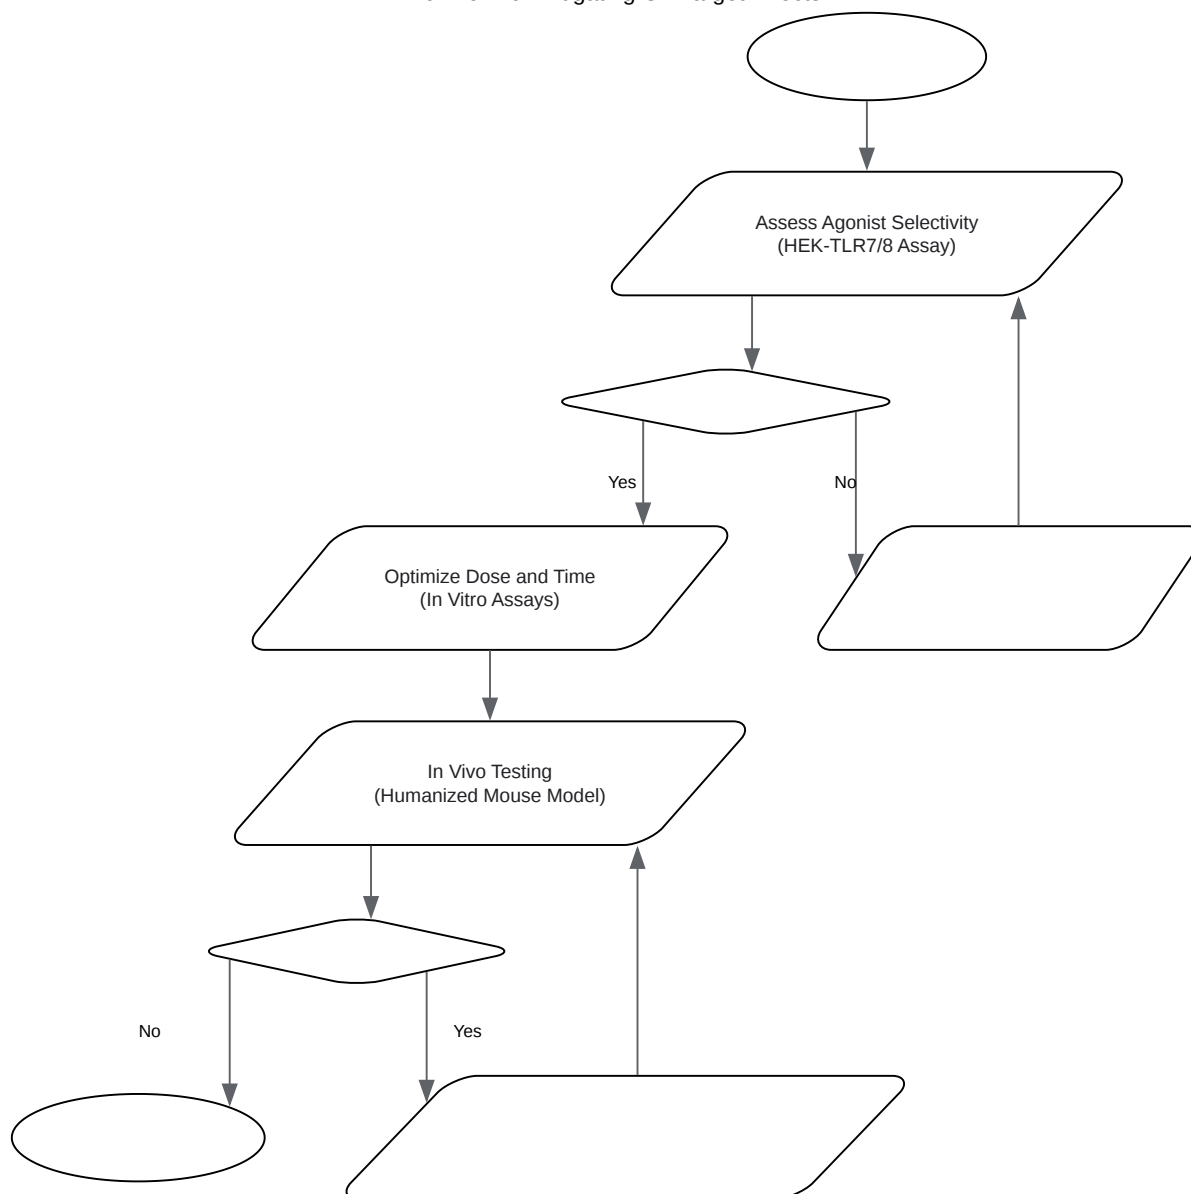 Assess Agonist Selectivity
(HEK-TLR7/8 Assay)
Yes
No
Optimize Dose and Time
(In Vitro Assays)
In Vivo Testing
(Humanized Mouse Model)
No
Yes